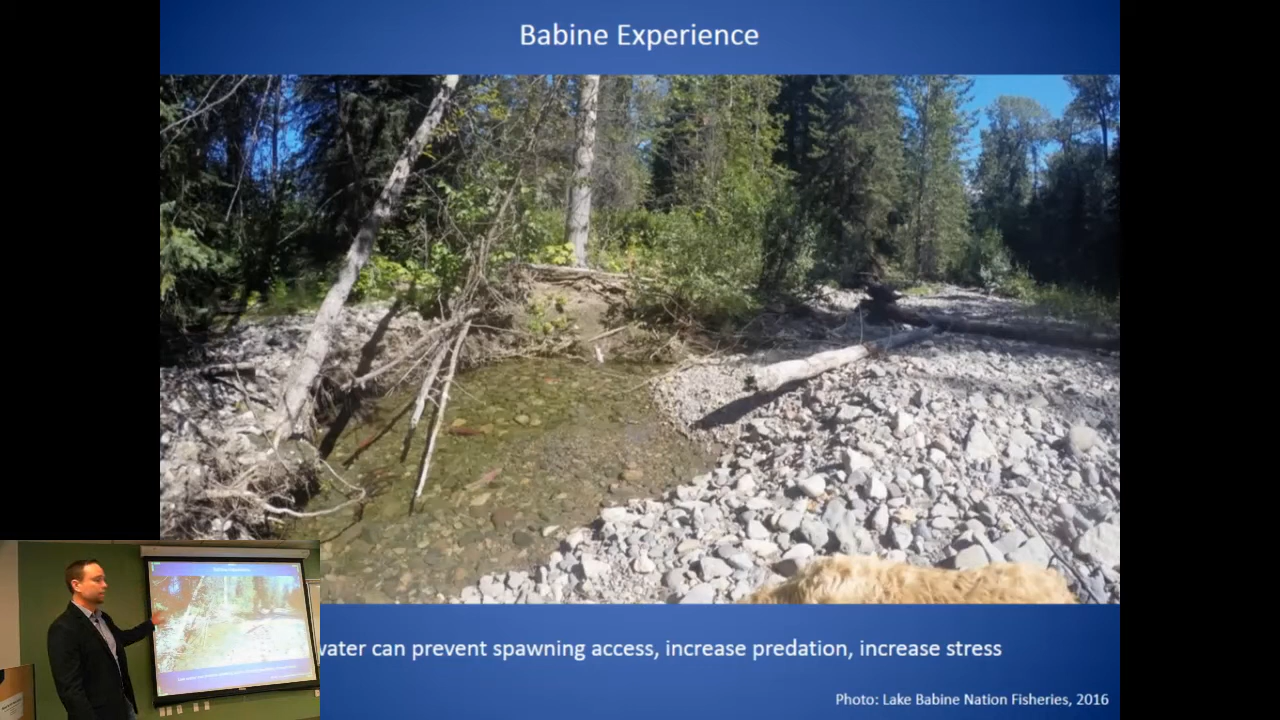 Babine Experience
water can prevent spawning access, increase predation, increase stress
Photo: Lake Babine Nation Fisheries, 2016